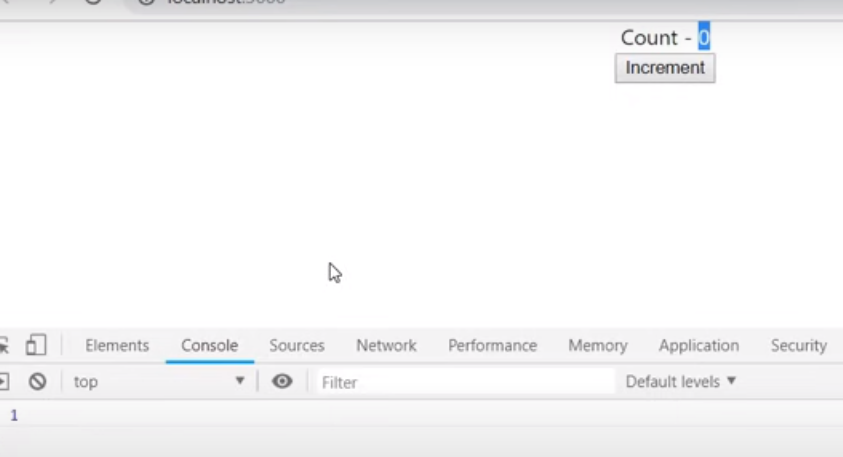 Count - 0
Increment
Elements Console Sources Network Performance Memory Application Security
top Filter Default levels ▼
1